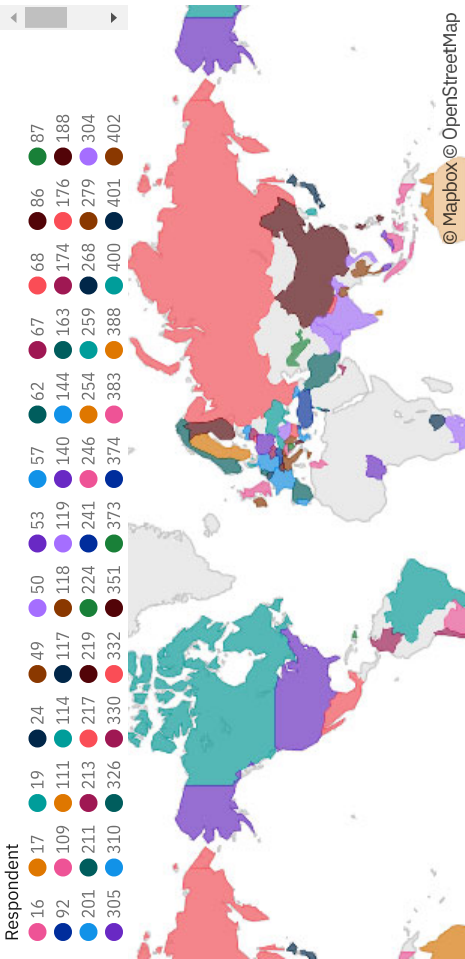 Respondent
16 17 19 24 49 50 53 57 62 67 68 86 87
92 109 111 114 117 118 119 140 144 163 174 176 188
201 211 213 217 219 224 241 246 254 259 268 279 304
305 310 326 330 332 351 373 374 383 388 400 401 402
© Mapbox © OpenStreetMap